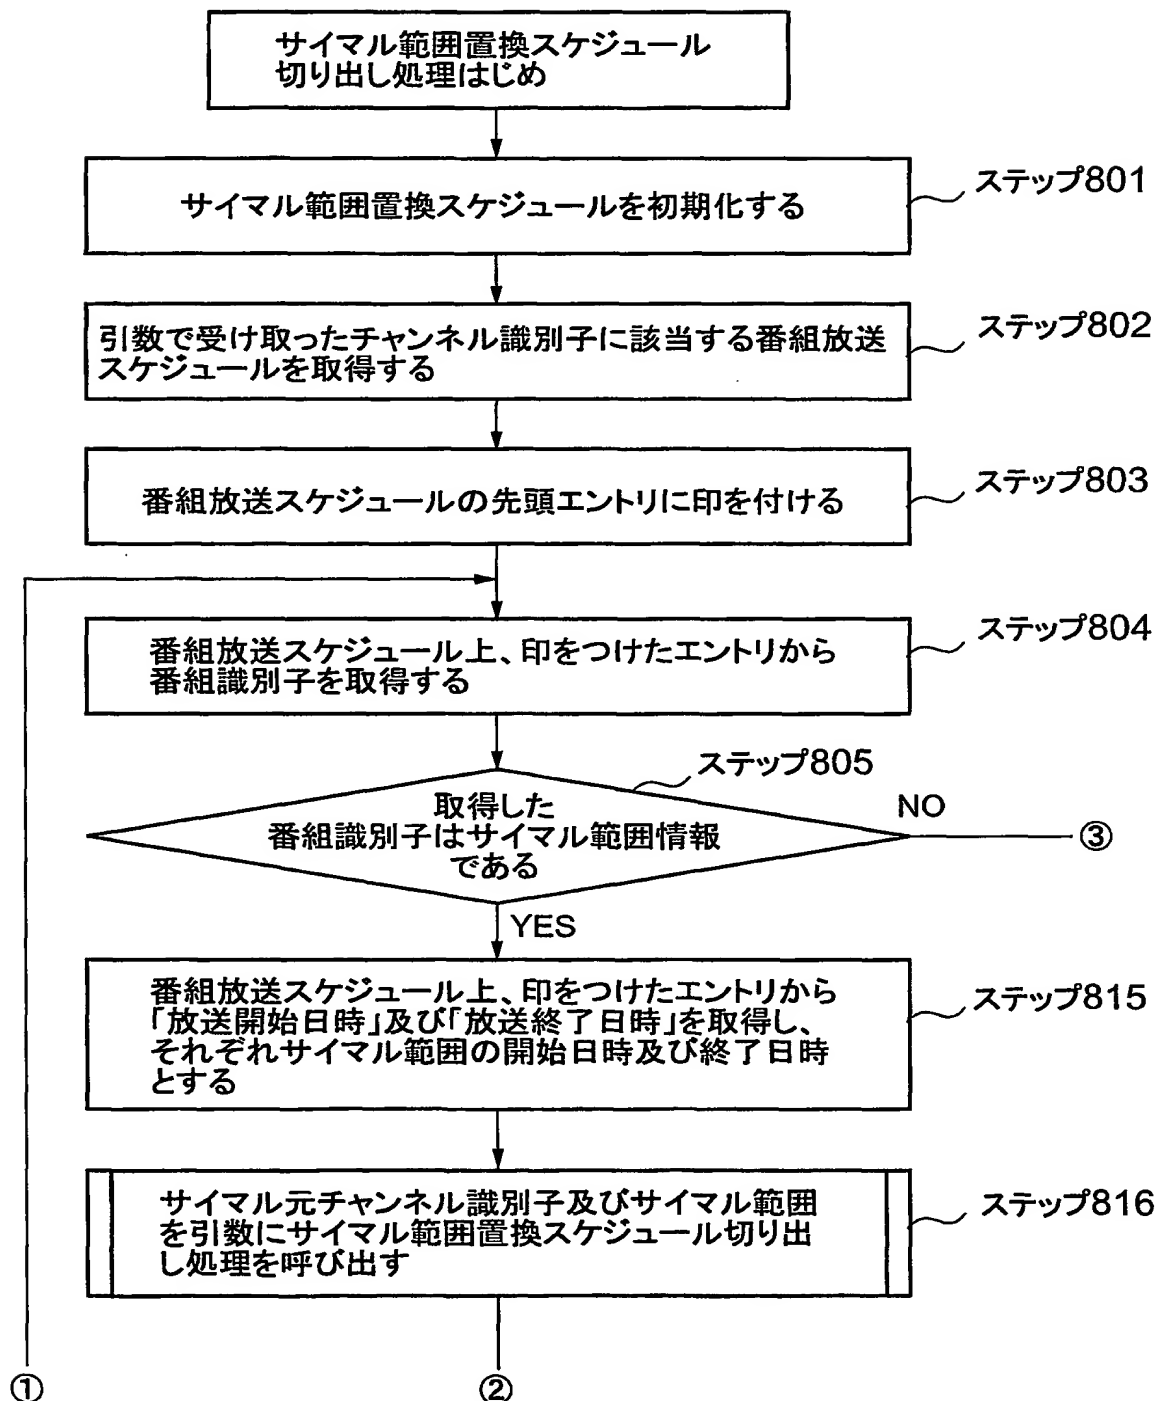 サイマル範囲置換スケジュール
切り出し処理はじめ
サイマル範囲置換スケジュールを初期化する
ステップ801
引数で受け取ったチャンネル識別子に該当する番組放送
スケジュールを取得する
ステップ802
番組放送スケジュールの先頭エントリに印を付ける
ステップ803
番組放送スケジュール上、印をつけたエントリから
番組識別子を取得する
ステップ804
ステップ805
取得した
番組識別子はサイマル範囲情報
である
NO
③
YES
番組放送スケジュール上、印をつけたエントリから
「放送開始日時」及び「放送終了日時」を取得し、
それぞれサイマル範囲の開始日時及び終了日時
とする
ステップ815
サイマル元チャンネル識別子及びサイマル範囲
を引数にサイマル範囲置換スケジュール切り出
し処理を呼び出す
ステップ816
①
②